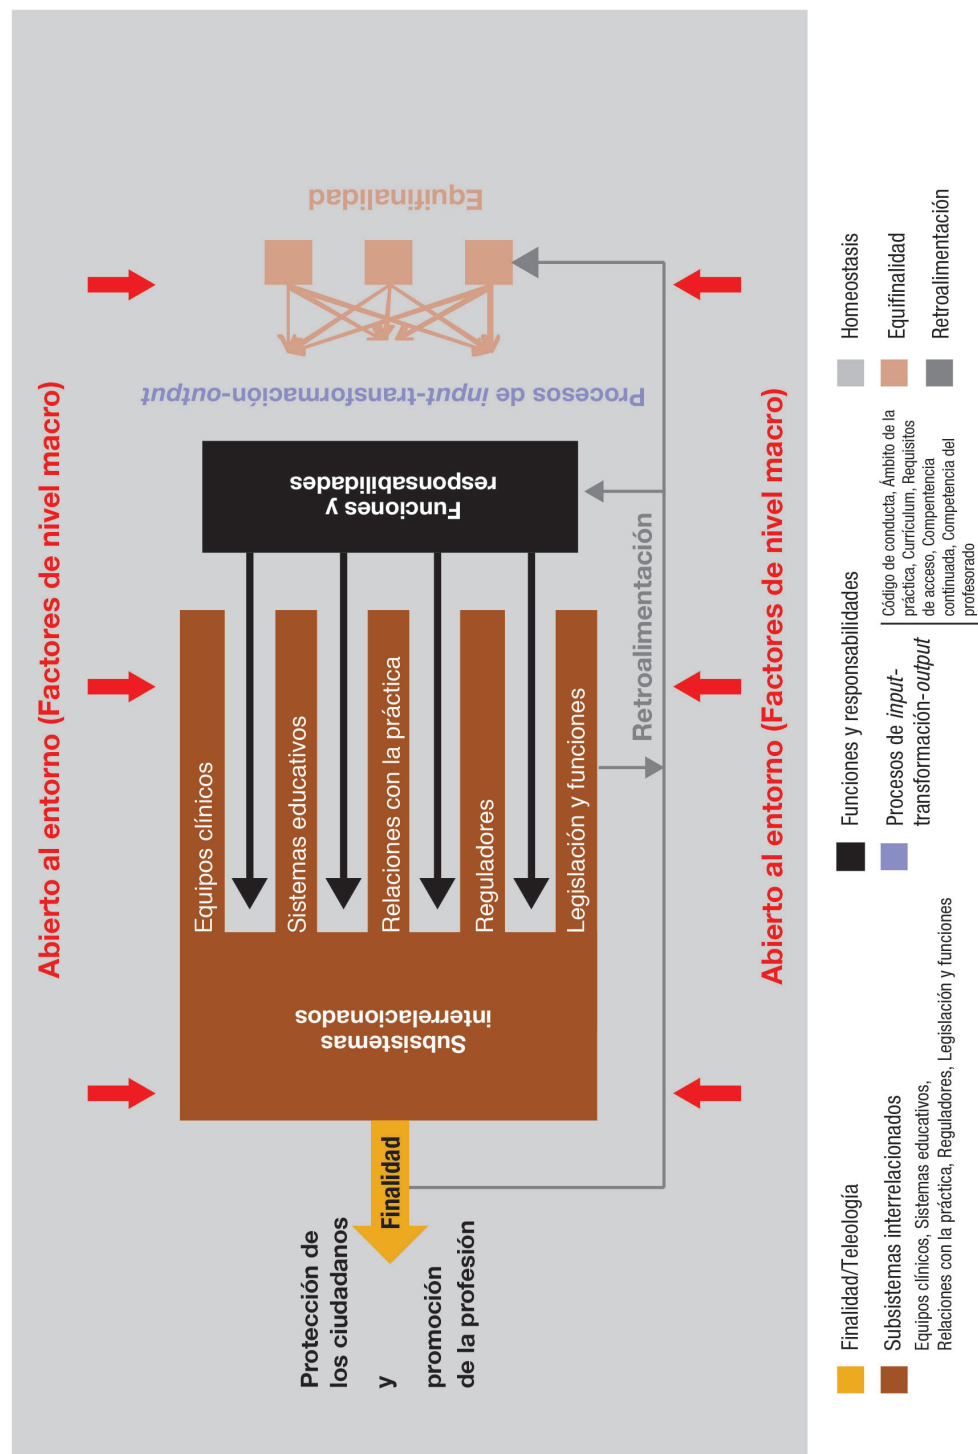 Abierto al entorno (Factores de nivel macro)
Protección de
los ciudadanos
y
promoción
de la profesión
Finalidad
Subsistemas
interrelacionados
Equipos clínicos
Sistemas educativos
Relaciones con la práctica
Reguladores
Legislación y funciones
Funciones y
responsabilidades
Procesos de input-transformación-output
Equifinalidad
Retroalimentación
Abierto al entorno (Factores de nivel macro)
Finalidad/Teleología
Subsistemas interrelacionados
Equipos clínicos, Sistemas educativos,
Relaciones con la práctica, Reguladores, Legislación y funciones
Funciones y responsabilidades
Procesos de input-
transformación-output
Código de conducta, Ámbito de la
práctica, Currículum, Requisitos
de acceso, Compentencia
continuada, Competencia del
profesorado
Homeostasis
Equifinalidad
Retroalimentación